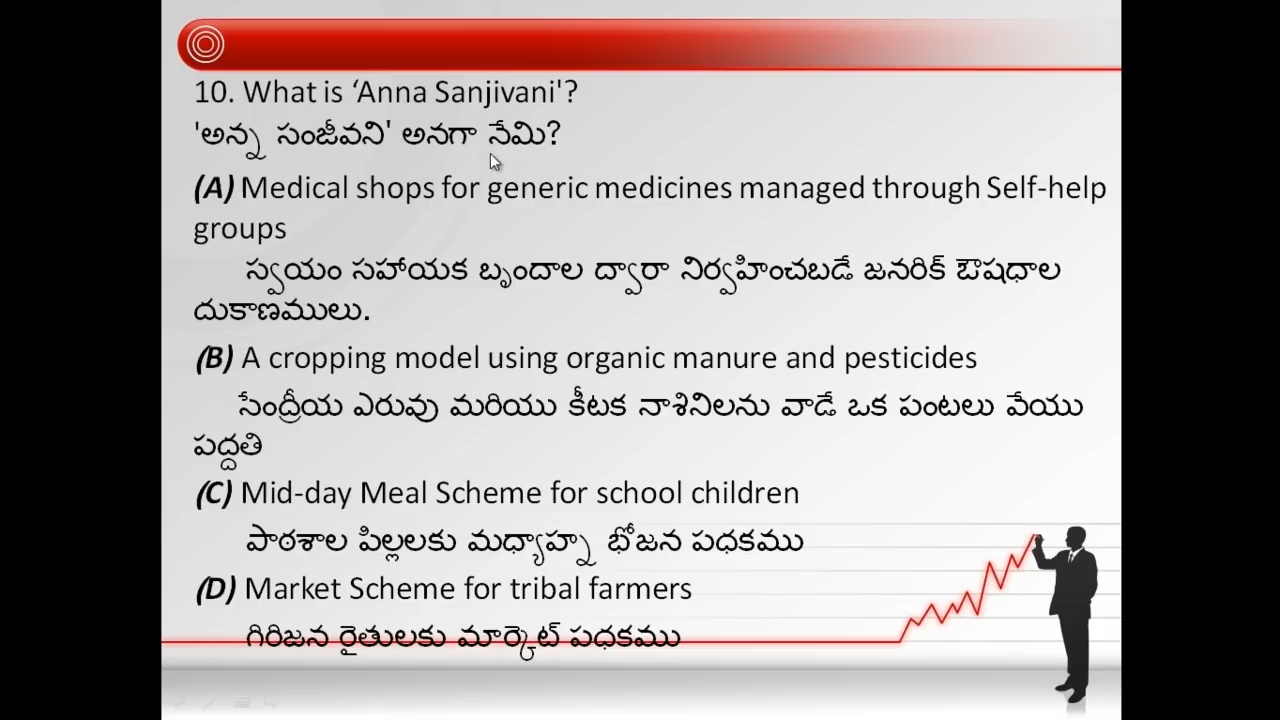 10. What is ‘Anna Sanjivani'?
'అన్న సంజీవని' అనగా నేమి?
(A) Medical shops for generic medicines managed through Self-help
groups
స్వయం సహాయక బృందాల ద్వారా నిర్వహించబడే జనరిక్ ఔషధాల
దుకాణములు.
(B) A cropping model using organic manure and pesticides
సేంద్రీయ ఎరువు మరియు కీటక నాశినిలను వాడే ఒక పంటలు వేయు
పద్దతి
(C) Mid-day Meal Scheme for school children
పాఠశాల పిల్లలకు మధ్యాహ్న భోజన పధకము
(D) Market Scheme for tribal farmers
గిరిజన రైతులకు మార్కెట్ పధకము